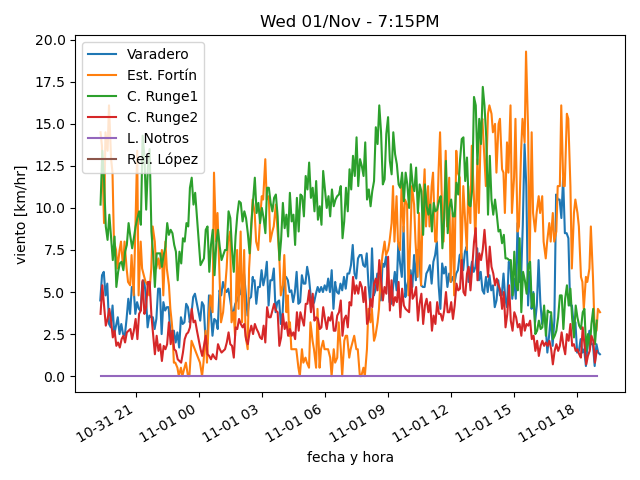 Wed 01/Nov - 7:15PM
20.0
17.5
15.0
12.5
10.0
7.5
5.0
2.5
0.0
viento [km/hr]
Varadero
Est. Fortín
C. Runge1
C. Runge2
L. Notros
Ref. López
10-31 21
11-01 00
11-01 03
11-01 06
11-01 09
11-01 12
11-01 15
11-01 18
fecha y hora